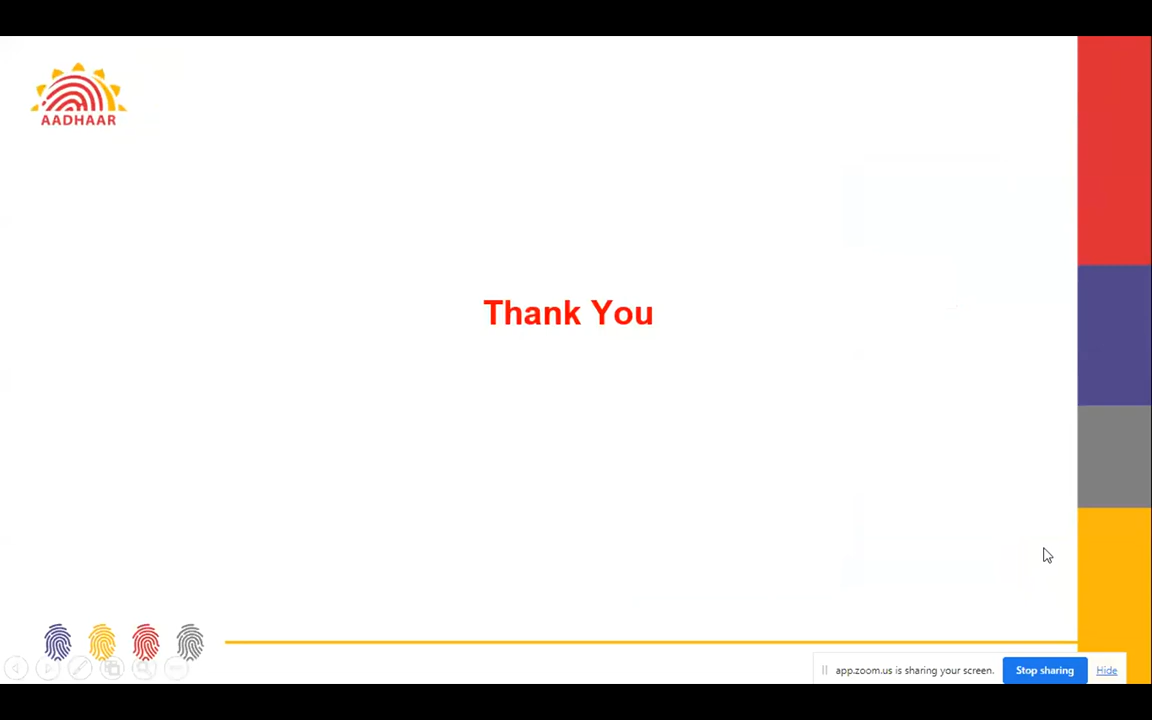 AADHAAR
Thank You
app.zoom.us is sharing your screen.
Stop sharing
Hide